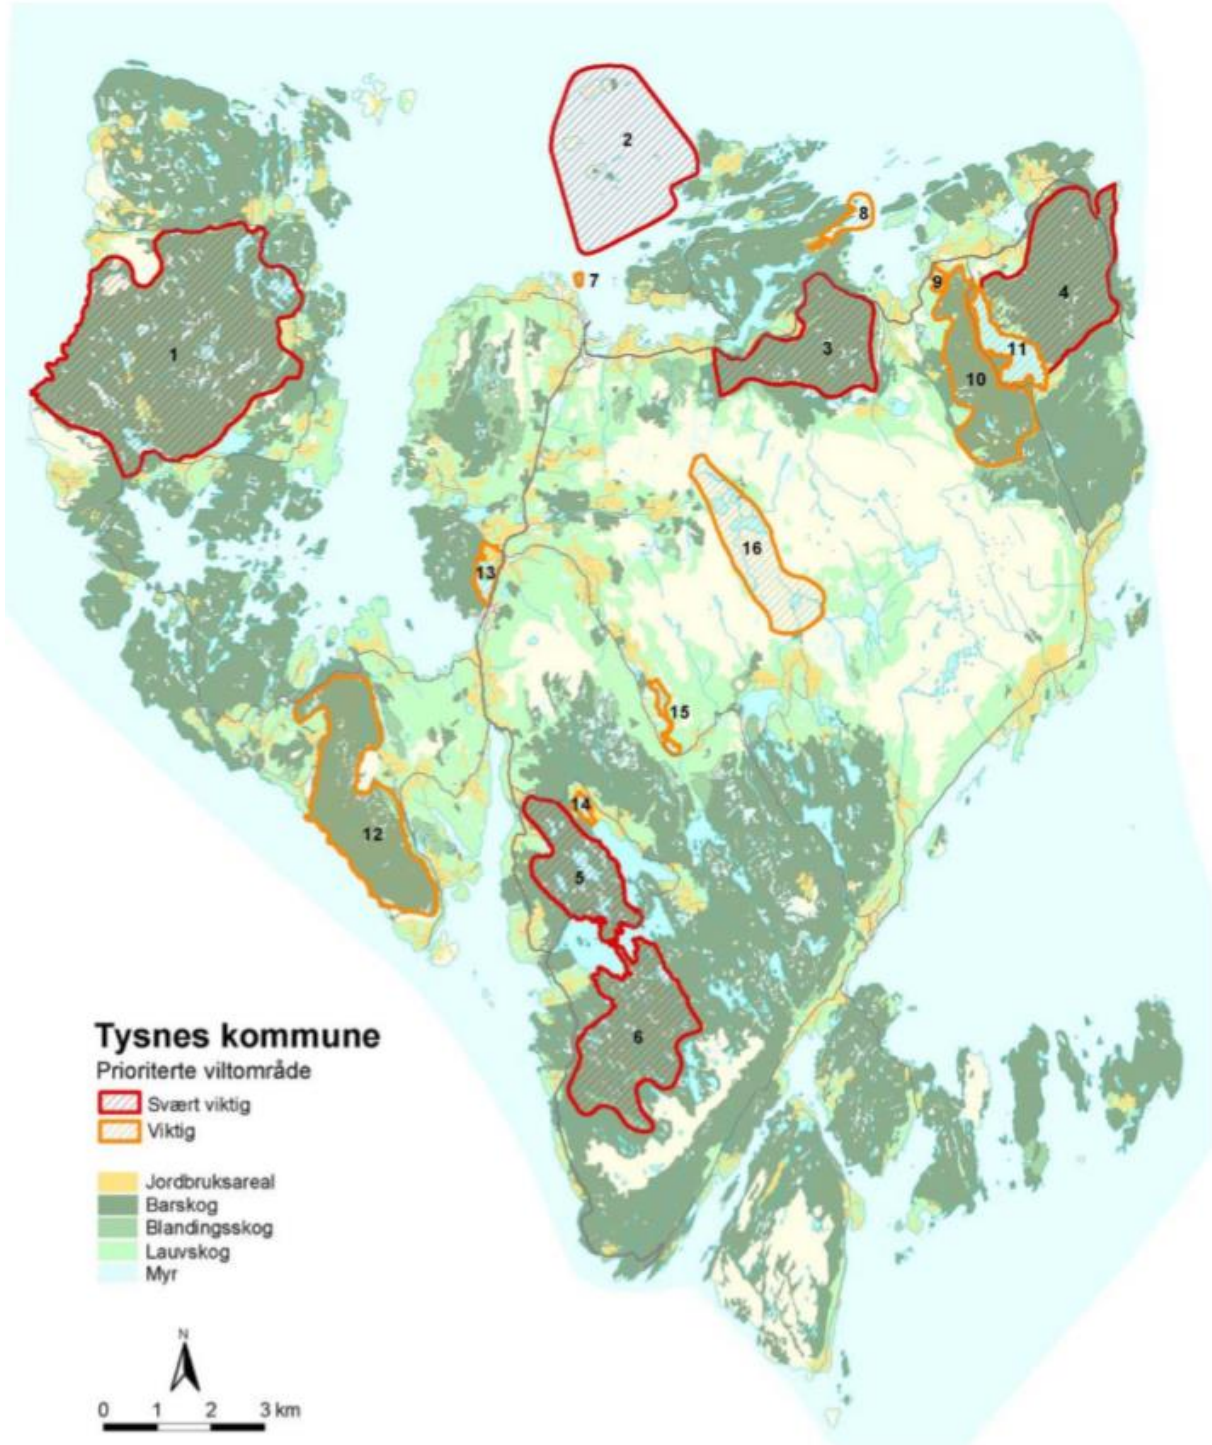 2
8
7
9
4
1
3
11
10
16
13
15
14
12
5
6
Tysnes kommune
Prioriterte viltområde
Svært viktig
Viktig
Jordbruksareal
Barskog
Blandingsskog
Lauvskog
Myr
N
0 1 2 3 km